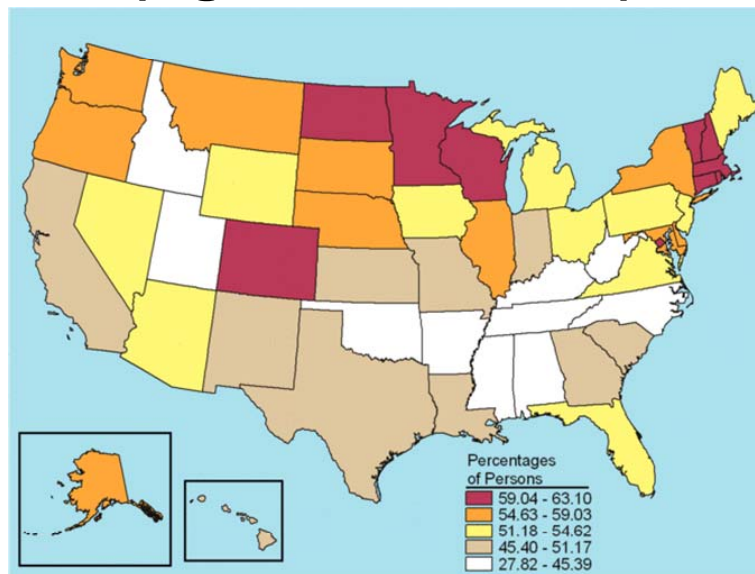 Percentages
of Persons
59.04 - 63.10
54.63 - 59.03
51.18 - 54.62
45.40 - 51.17
27.82 - 45.39